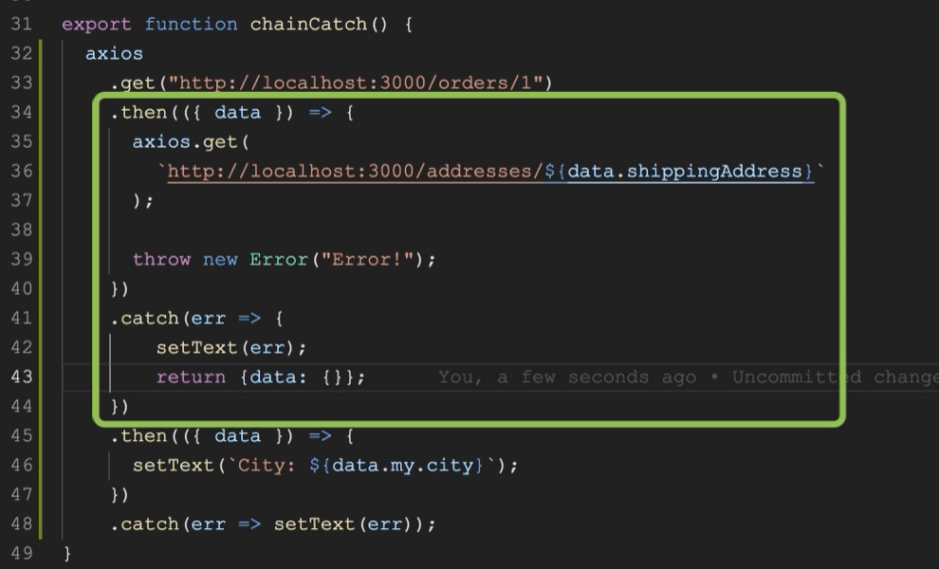 31 export function chainCatch() {
32 axios
33 .get("http://localhost:3000/orders/1")
34 .then(({ data }) => {
35 axios.get(
36 `http://localhost:3000/addresses/${data.shippingAddress}`
37 );
38
39 throw new Error("Error!");
40 })
41 .catch(err => {
42 setText(err);
43 return {data: {}}; You, a few seconds ago • Uncommitted change
44 })
45 .then(({ data }) => {
46 setText(`City: ${data.my.city}`);
47 })
48 .catch(err => setText(err));
49 }